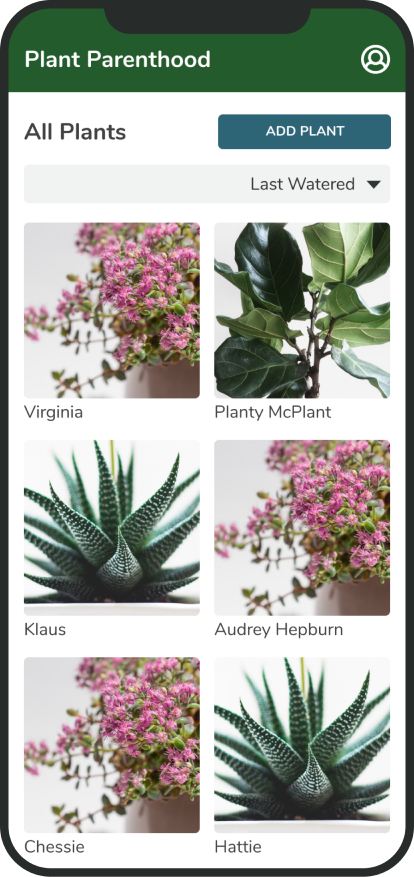 Plant Parenthood
All Plants
ADD PLANT
Last Watered
Virginia
Planty McPlant
Klaus
Audrey Hepburn
Chessie
Hattie